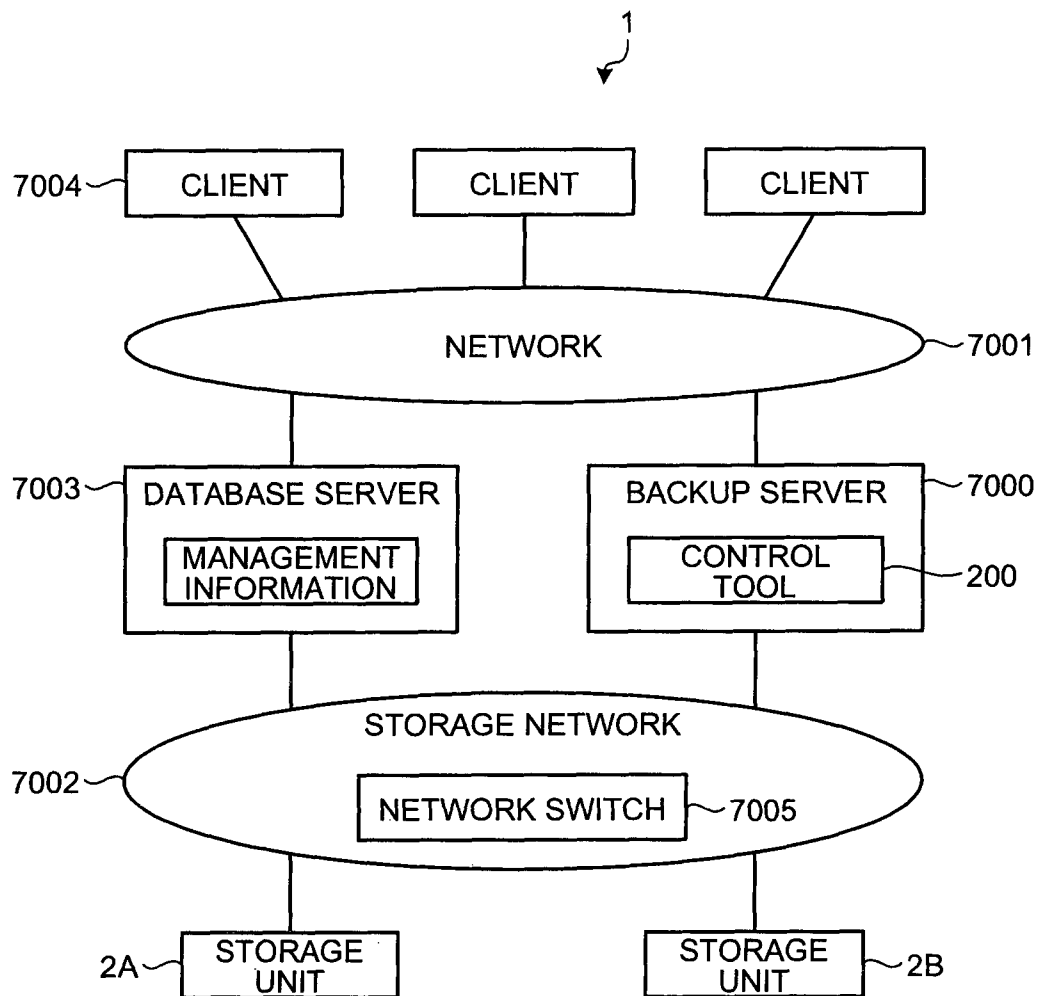 1
7004
CLIENT
CLIENT
CLIENT
NETWORK
7001
7003
DATABASE SERVER
MANAGEMENT
INFORMATION
BACKUP SERVER
7000
CONTROL
TOOL
200
STORAGE NETWORK
7002
NETWORK SWITCH
7005
2A
STORAGE
UNIT
STORAGE
UNIT
2B